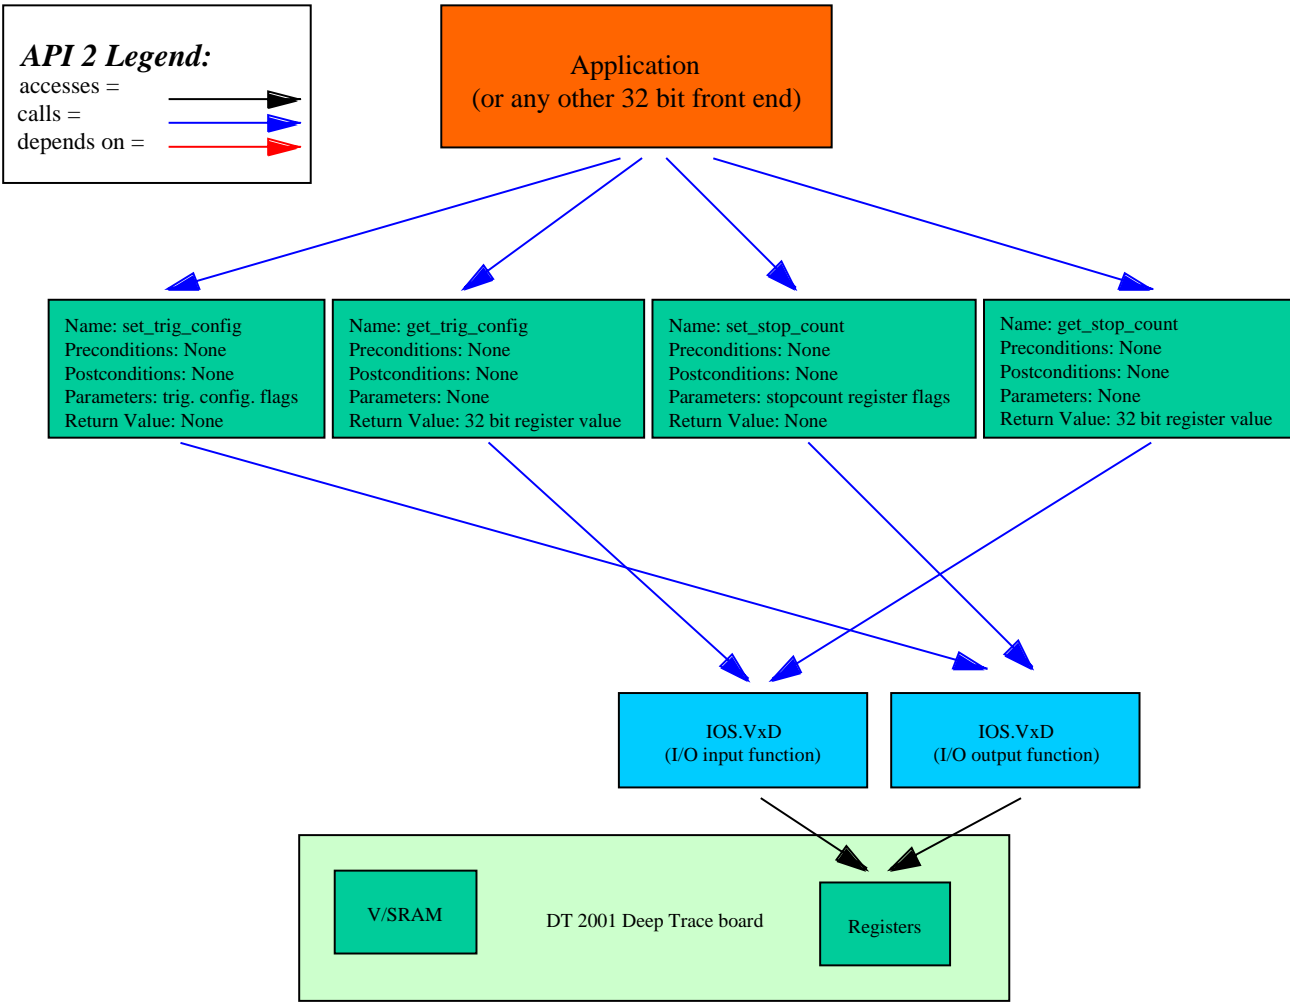 API 2 Legend:
accesses =
calls =
depends on =
Application
(or any other 32 bit front end)
Name: set_trig_config
Preconditions: None
Postconditions: None
Parameters: trig. config. flags
Return Value: None
Name: get_trig_config
Preconditions: None
Postconditions: None
Parameters: None
Return Value: 32 bit register value
Name: set_stop_count
Preconditions: None
Postconditions: None
Parameters: stopcount register flags
Return Value: None
Name: get_stop_count
Preconditions: None
Postconditions: None
Parameters: None
Return Value: 32 bit register value
IOS.VxD
(I/O input function)
IOS.VxD
(I/O output function)
V/SRAM
DT 2001 Deep Trace board
Registers